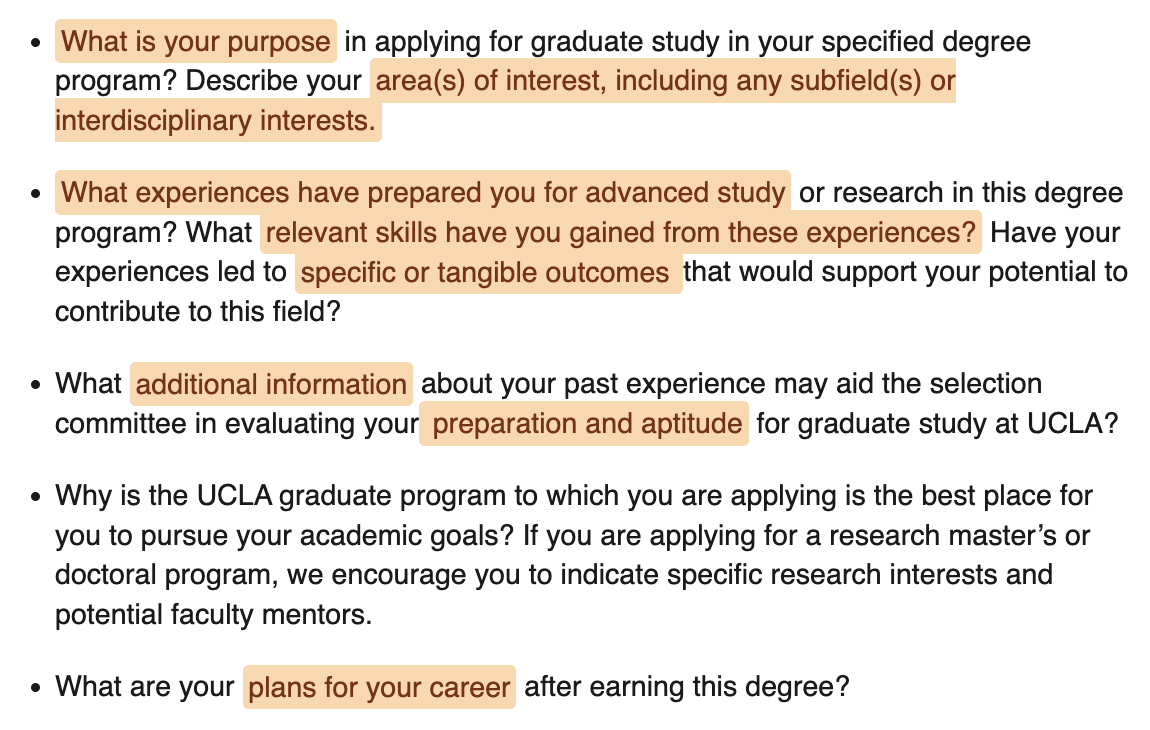 • What is your purpose in applying for graduate study in your specified degree
program? Describe your area(s) of interest, including any subfield(s) or
interdisciplinary interests.
• What experiences have prepared you for advanced study or research in this degree
program? What relevant skills have you gained from these experiences? Have your
experiences led to specific or tangible outcomes that would support your potential to
contribute to this field?
• What additional information about your past experience may aid the selection
committee in evaluating your preparation and aptitude for graduate study at UCLA?
• Why is the UCLA graduate program to which you are applying is the best place for
you to pursue your academic goals? If you are applying for a research master’s or
doctoral program, we encourage you to indicate specific research interests and
potential faculty mentors.
• What are your plans for your career after earning this degree?